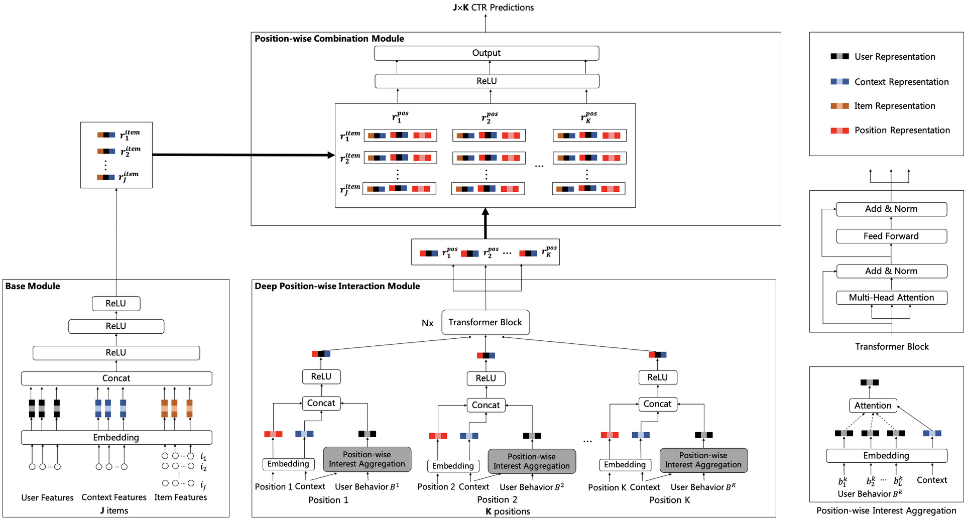 J×K CTR Predictions
Position-wise Combination Module
Output
ReLU
r_1^{pos} r_2^{pos} r_K^{pos}
r_1^{item}
r_2^{item}
...
r_J^{item}
r_1^{item}
r_2^{item}
r_J^{item}
r_1^{pos} r_2^{pos} ... r_K^{pos}
Base Module
ReLU
ReLU
ReLU
Concat
Embedding
i_1
i_2
i_J
User Features Context Features Item Features
J items
Deep Position-wise Interaction Module
Nx Transformer Block
ReLU
Concat
Embedding
Position-wise
Interest Aggregation
Position 1 Context User Behavior B^1
Position 1
ReLU
Concat
Embedding
Position-wise
Interest Aggregation
Position 2 Context User Behavior B^2
Position 2
...
ReLU
Concat
Embedding
Position-wise
Interest Aggregation
Position K Context User Behavior B^K
Position K
K positions
User Representation
Context Representation
Item Representation
Position Representation
Add & Norm
Feed Forward
Add & Norm
Multi-Head Attention
Transformer Block
Attention
Embedding
b_1^k b_2^k ... b_L^k Context
User Behavior B^k
Position-wise Interest Aggregation